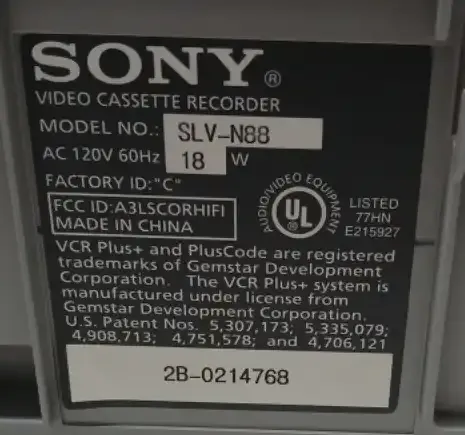 SONY®
VIDEO CASSETTE RECORDER
MODEL NO.: SLV-N88
AC 120V 60Hz 18 W
FACTORY ID:"C"
FCC ID:A3LSCORHIFI
MADE IN CHINA
AUDIO/VIDEO EQUIPMENT
UL®
LISTED
77HN
E215927
VCR Plus+ and PlusCode are registered
trademarks of Gemstar Development
Corporation. The VCR Plus+ system is
manufactured under license from
Gemstar Development Corporation.
U.S. Patent Nos. 5,307,173; 5,335,079;
4,908,713; 4,751,578; and 4,706,121
2B-0214768